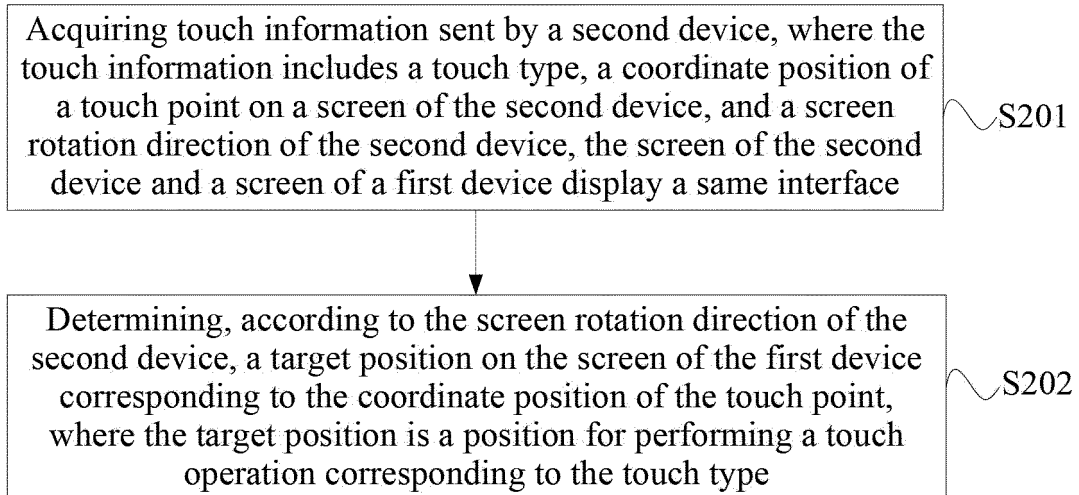 Acquiring touch information sent by a second device, where the
touch information includes a touch type, a coordinate position of
a touch point on a screen of the second device, and a screen
rotation direction of the second device, the screen of the second
device and a screen of a first device display a same interface
S201
Determining, according to the screen rotation direction of the
second device, a target position on the screen of the first device
corresponding to the coordinate position of the touch point,
where the target position is a position for performing a touch
operation corresponding to the touch type
S202